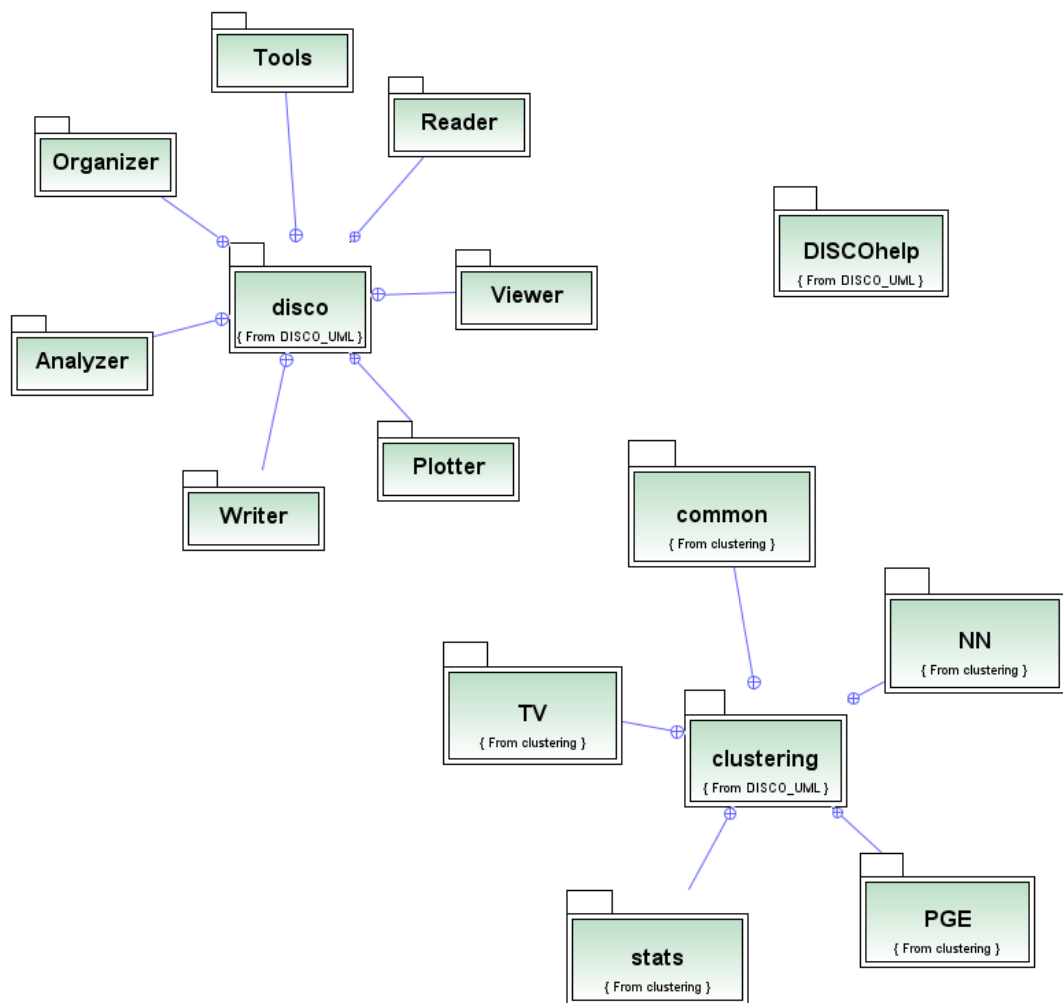 Tools
Reader
Organizer
DISCOhelp
{ From DISCO_UML }
Viewer
disco
{ From DISCO_UML }
Analyzer
Plotter
Writer
common
{ From clustering }
NN
{ From clustering }
TV
{ From clustering }
clustering
{ From DISCO_UML }
PGE
{ From clustering }
stats
{ From clustering }